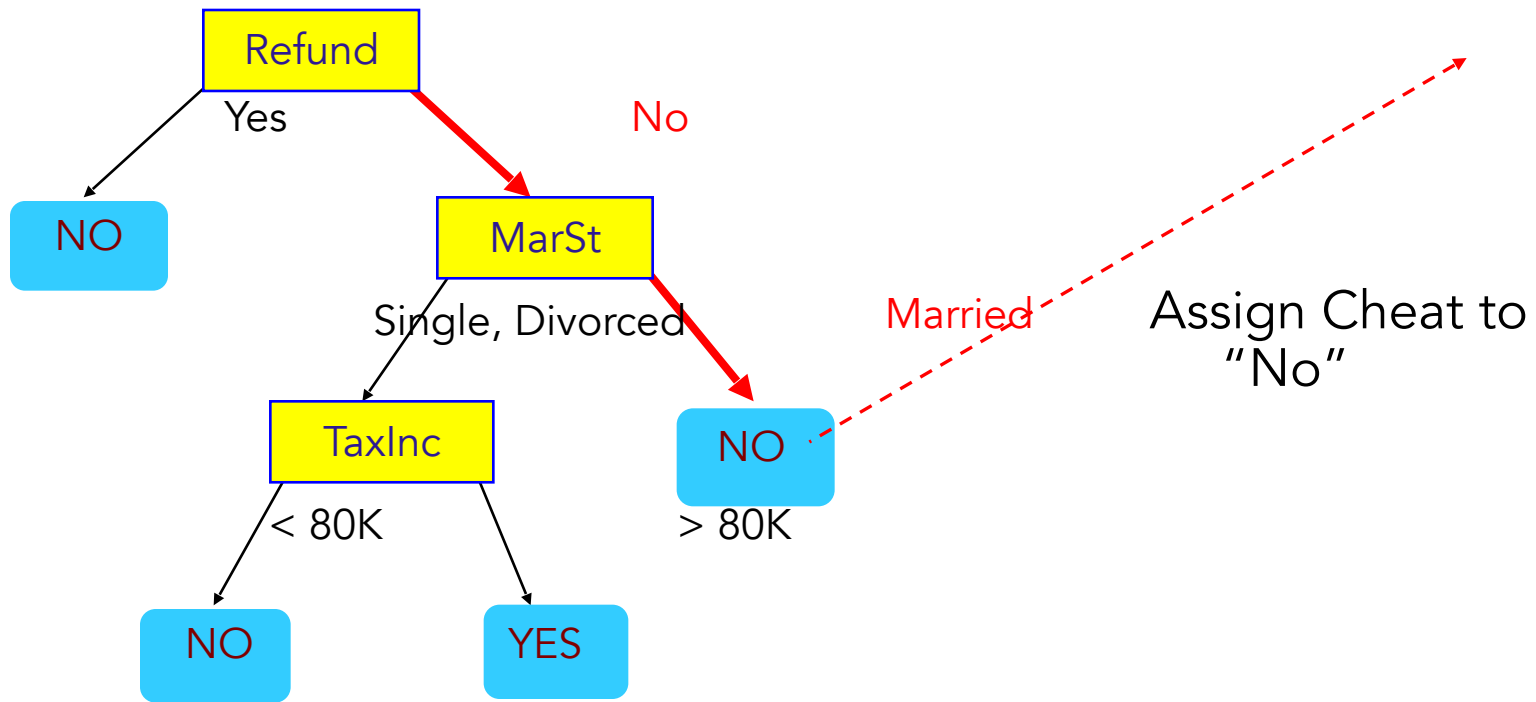 Refund
Yes
No
NO
MarSt
Single, Divorced
Married
Assign Cheat to
“No”
TaxInc
NO
< 80K
> 80K
NO
YES